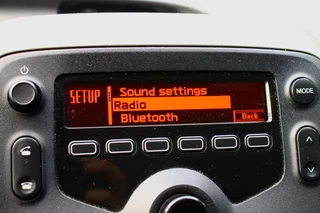 SETUP
Sound settings
Radio
Bluetooth
Back
MODE